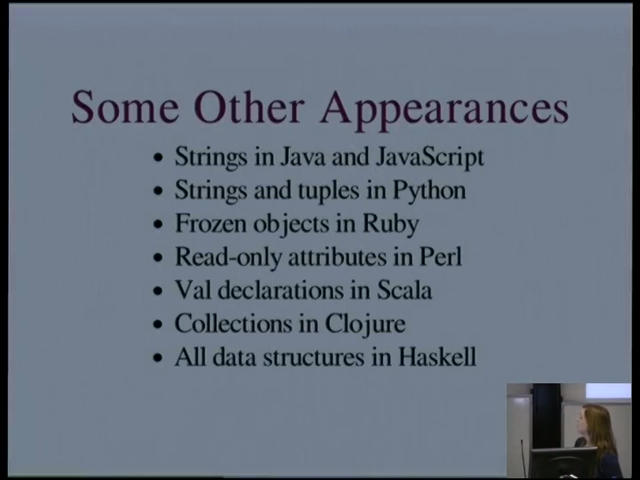 Some Other Appearances
• Strings in Java and JavaScript
• Strings and tuples in Python
• Frozen objects in Ruby
• Read-only attributes in Perl
• Val declarations in Scala
• Collections in Clojure
• All data structures in Haskell